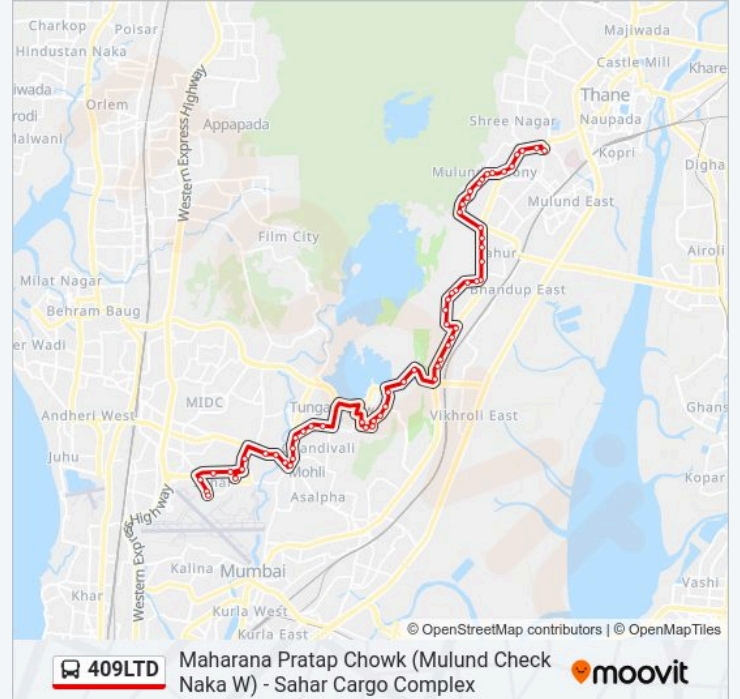 Charkop
Poisar
Hindustan Naka
Majiwada
Castle Mill
Khare
Orlem
Thane
Appapada
Shree Nagar
Naupada
Kopri
Digha
Western Express Highway
Mulund East
Film City
Airoli
Milat Nagar
Bhandup East
Behram Baug
er Wadi
MIDC
Tunga
Andheri West
Vikhroli East
Ghans
Juhu
andivali
Mohli
Asalpha
Kopar
Western Express Highway
Kalina
Mumbai
Khar
Vashi
Kurla West
Kurla East
© OpenStreetMap contributors | © OpenMapTiles
409LTD
Maharana Pratap Chowk (Mulund Check
Naka W) - Sahar Cargo Complex
moovit